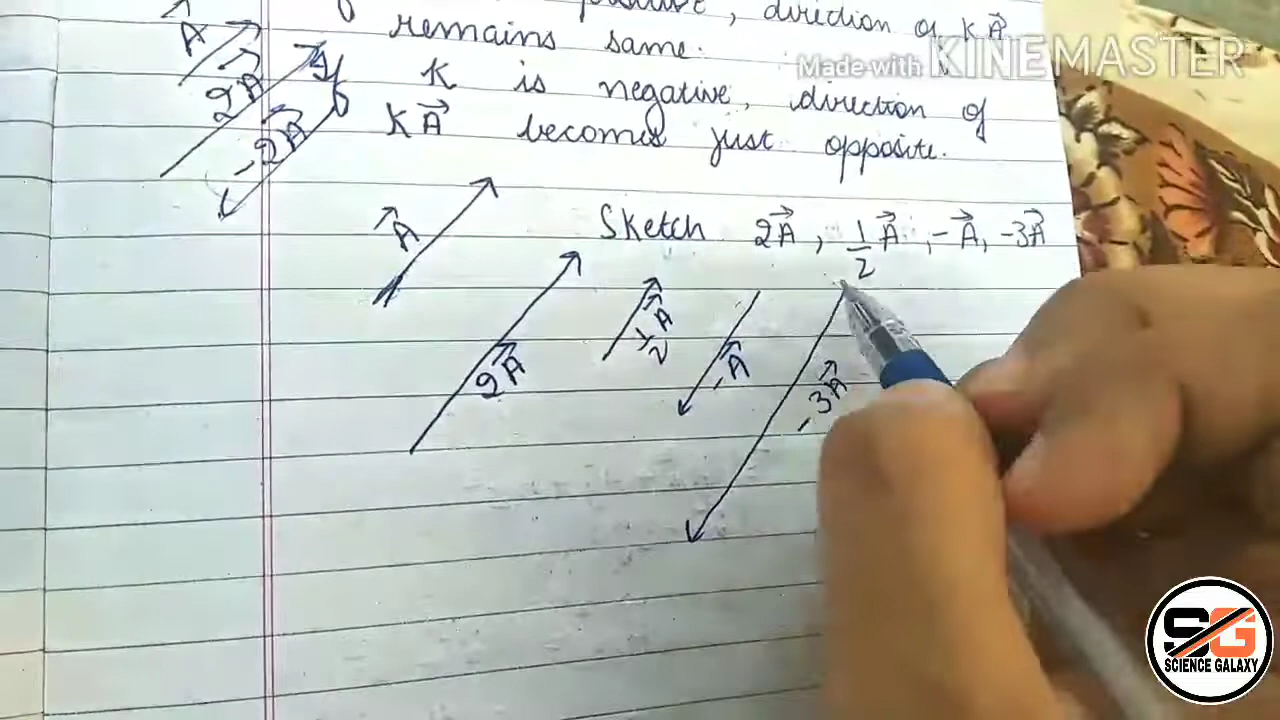 positive, direction of K A⃗
remains same.
If K is negative, direction of
K A⃗ becomes just opposite.
A⃗
2A⃗
-2A⃗
A⃗
Sketch 2A⃗, 1/2 A⃗, -A⃗, -3A⃗
2A⃗
1/2 A⃗
-A⃗
-3A⃗
Made with KINEMASTER
SG
SCIENCE GALAXY